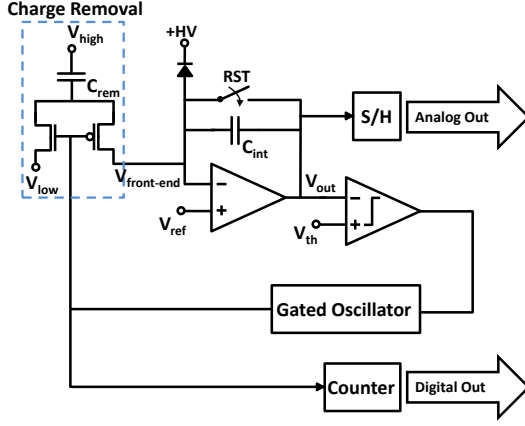 Charge Removal
V_high
+HV
C_rem
RST
S/H
Analog Out
C_int
V_low
V_front-end
V_out
−
+
V_ref
−
+
V_th
Gated Oscillator
Counter
Digital Out